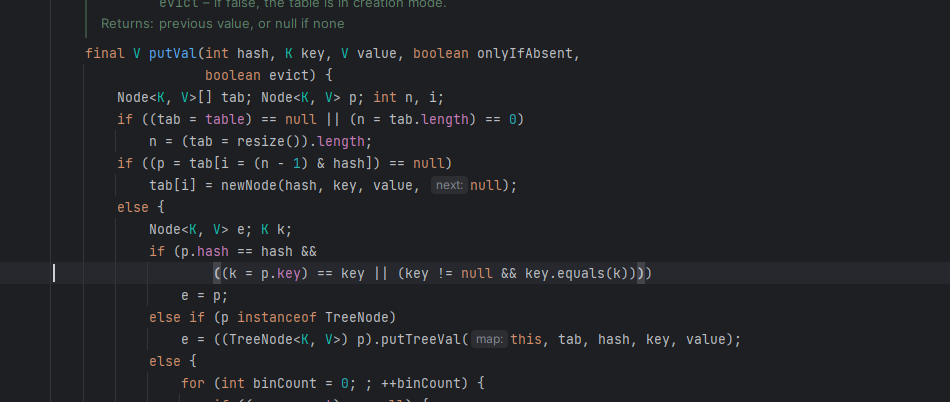 evict – if false, the table is in creation mode.
Returns: previous value, or null if none
final V putVal(int hash, K key, V value, boolean onlyIfAbsent,
boolean evict) {
Node<K, V>[] tab; Node<K, V> p; int n, i;
if ((tab = table) == null || (n = tab.length) == 0)
n = (tab = resize()).length;
if ((p = tab[i = (n - 1) & hash]) == null)
tab[i] = newNode(hash, key, value, next: null);
else {
Node<K, V> e; K k;
if (p.hash == hash &&
((k = p.key) == key || (key != null && key.equals(k))))
e = p;
else if (p instanceof TreeNode)
e = ((TreeNode<K, V>) p).putTreeVal( map: this, tab, hash, key, value);
else {
for (int binCount = 0; ; ++binCount) {